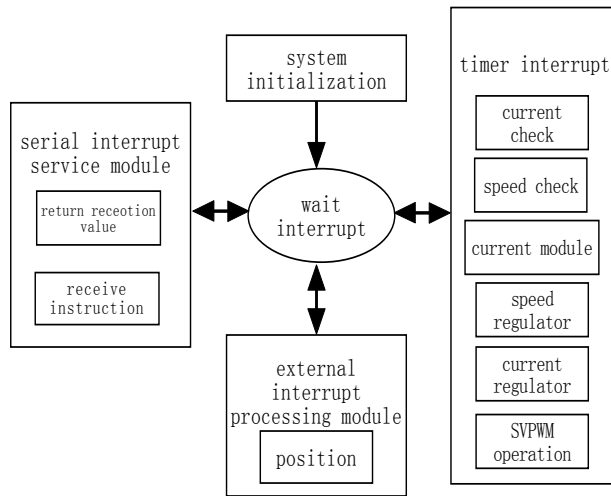 system
initialization
serial interrupt
service module
return receotion
value
receive
instruction
wait
interrupt
external
interrupt
processing module
position
timer interrupt
current
check
speed check
current module
speed
regulator
current
regulator
SVPWM
operation